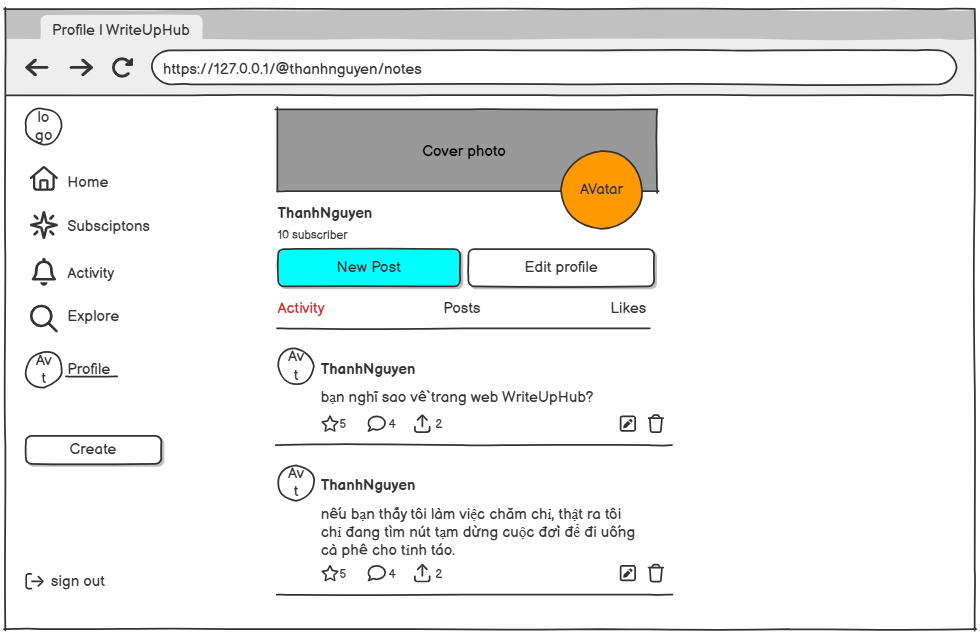 Profile | WriteUpHub
https://127.0.0.1/@thanhnguyen/notes
lo
go
Home
Subsciptons
Activity
Explore
Av
t
Profile
Create
sign out
Cover photo
AVatar
ThanhNguyen
10 subscriber
New Post
Edit profile
Activity
Posts
Likes
Av
t
ThanhNguyen
bạn nghĩ sao về trang web WriteUpHub?
5
4
2
Av
t
ThanhNguyen
nếu bạn thấy tôi làm việc chăm chỉ, thật ra tôi
chỉ đang tìm nút tạm dừng cuộc đơì để đi uống
cà phê cho tỉnh táo.
5
4
2